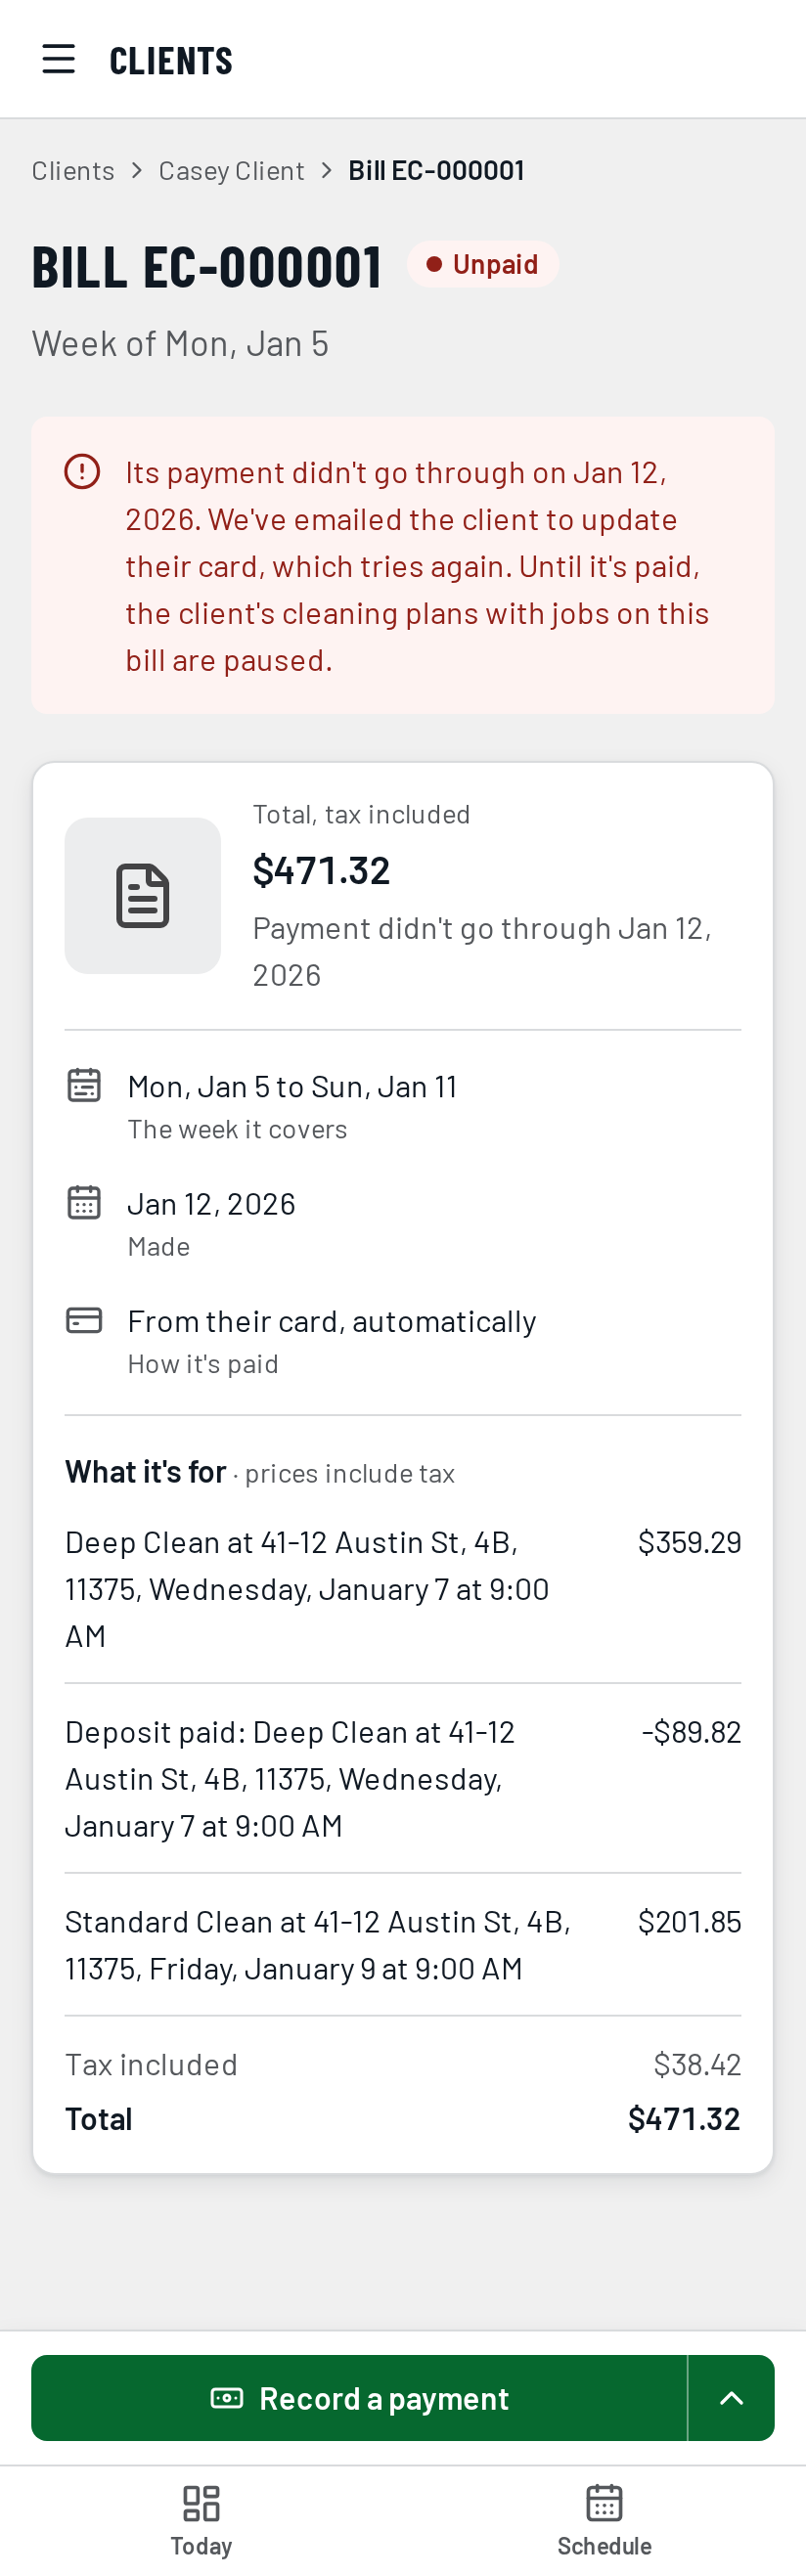 CLIENTS
Clients > Casey Client > Bill EC-000001
BILL EC-000001 Unpaid
Week of Mon, Jan 5
Its payment didn't go through on Jan 12,
2026. We've emailed the client to update
their card, which tries again. Until it's paid,
the client's cleaning plans with jobs on this
bill are paused.
Total, tax included
$471.32
Payment didn't go through Jan 12,
2026
Mon, Jan 5 to Sun, Jan 11
The week it covers
Jan 12, 2026
Made
From their card, automatically
How it's paid
What it's for · prices include tax
Deep Clean at 41-12 Austin St, 4B, $359.29
11375, Wednesday, January 7 at 9:00
AM
Deposit paid: Deep Clean at 41-12 -$89.82
Austin St, 4B, 11375, Wednesday,
January 7 at 9:00 AM
Standard Clean at 41-12 Austin St, 4B, $201.85
11375, Friday, January 9 at 9:00 AM
Tax included $38.42
Total $471.32
Record a payment
Today Schedule